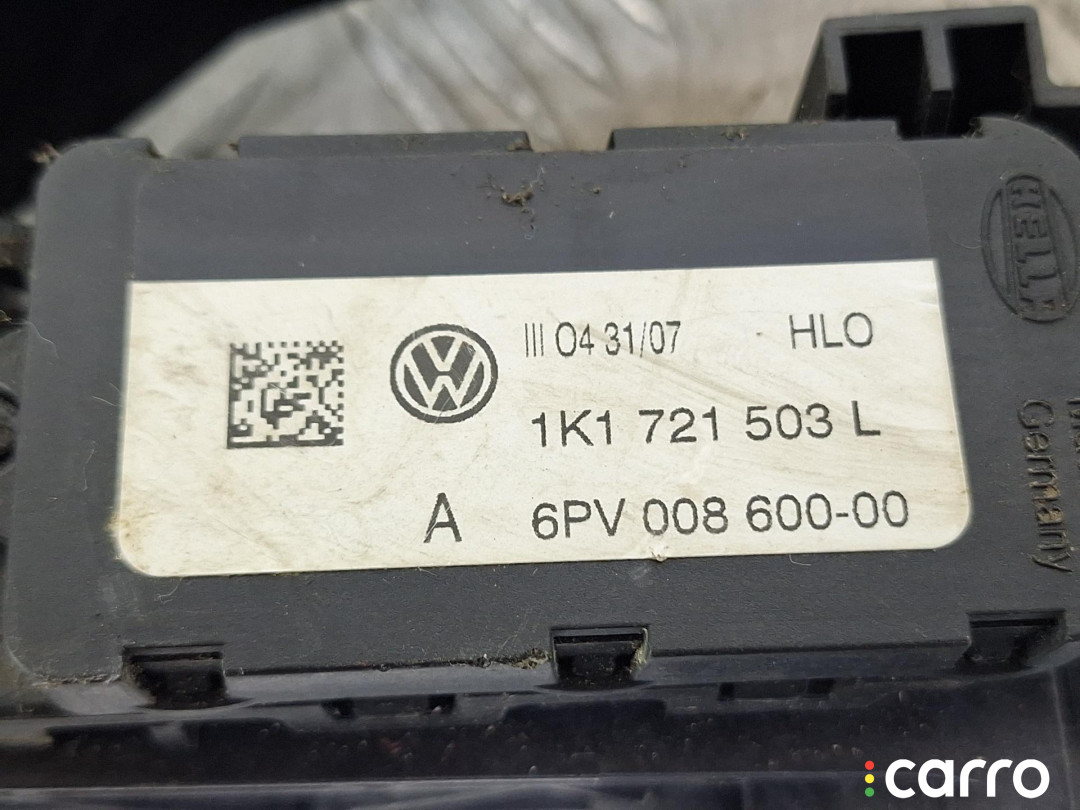 HELLA
III 04 31/07 HLO
1K1 721 503 L
A 6PV 008 600-00
Germany
carro